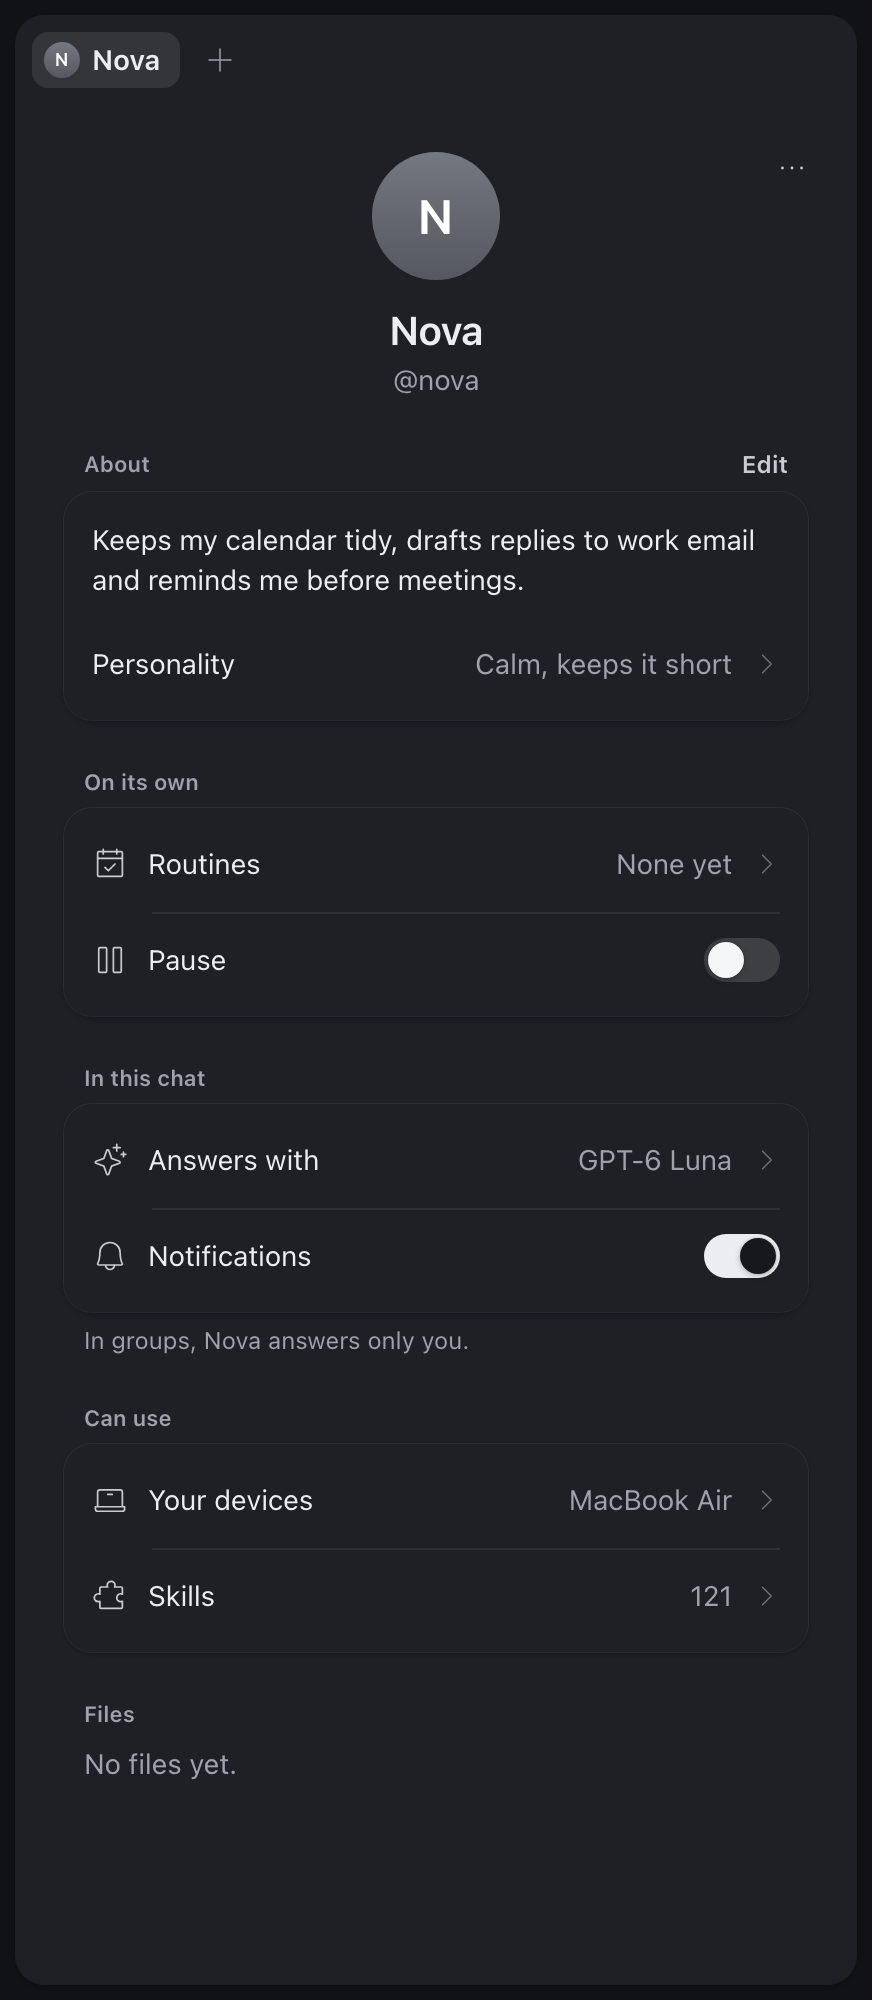 N Nova
N
Nova
@nova
About Edit
Keeps my calendar tidy, drafts replies to work email
and reminds me before meetings.
Personality Calm, keeps it short
On its own
Routines None yet
Pause
In this chat
Answers with GPT-6 Luna
Notifications
In groups, Nova answers only you.
Can use
Your devices MacBook Air
Skills 121
Files
No files yet.